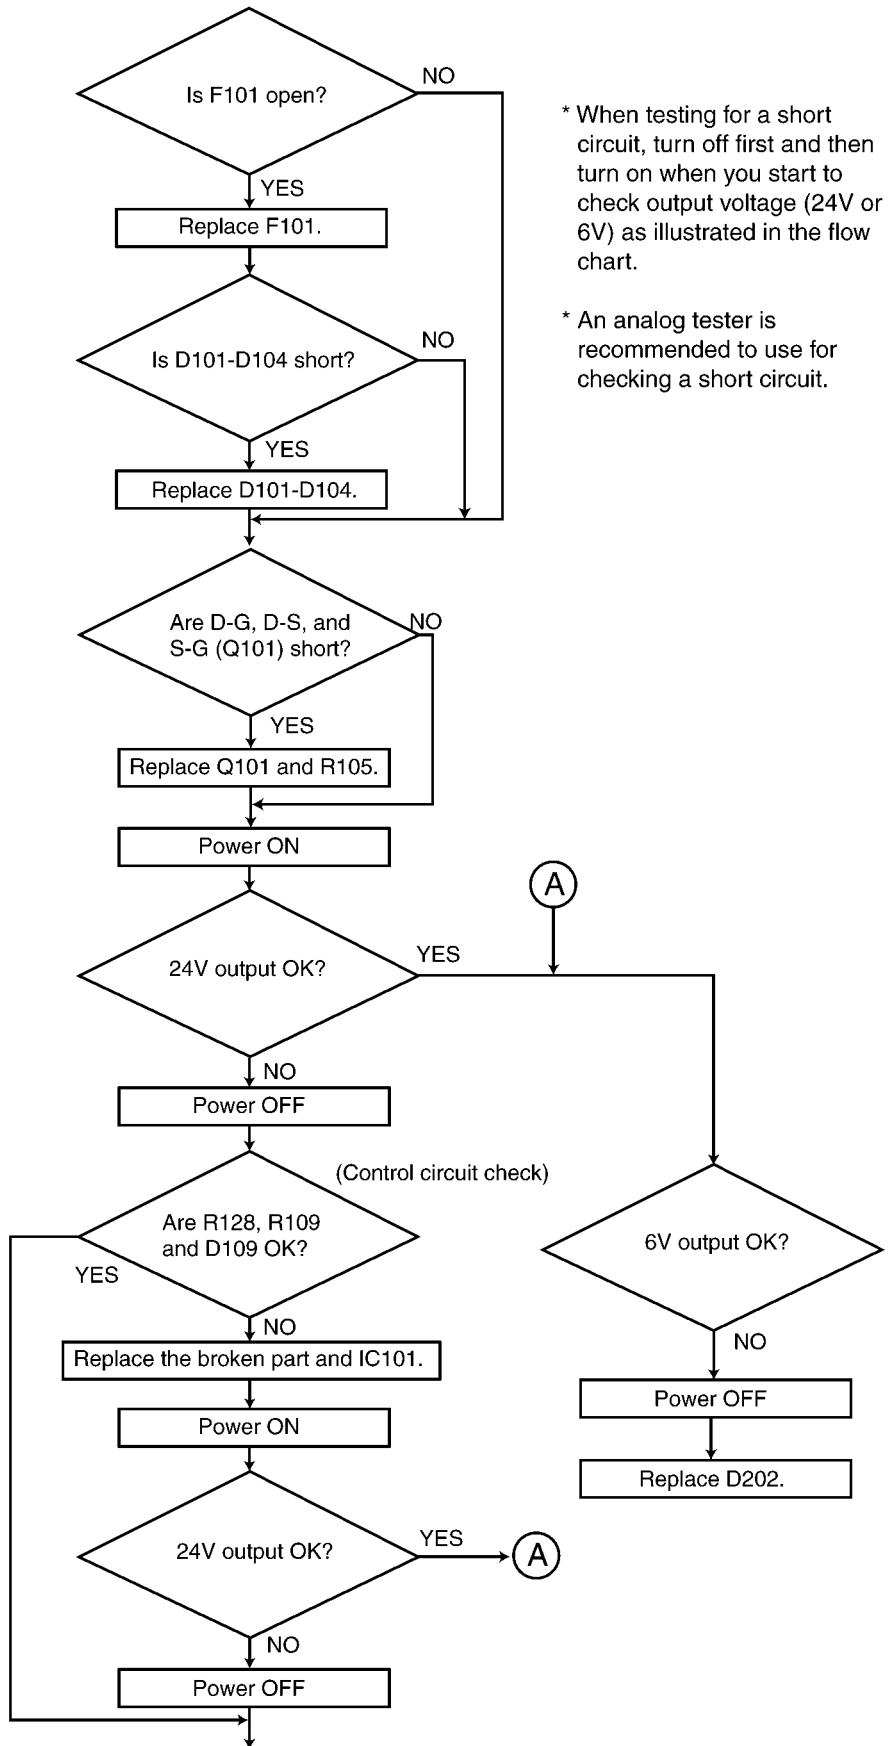 Is F101 open?
NO
YES
Replace F101.
* When testing for a short
circuit, turn off first and then
turn on when you start to
check output voltage (24V or
6V) as illustrated in the flow
chart.
* An analog tester is
recommended to use for
checking a short circuit.
Is D101-D104 short?
NO
YES
Replace D101-D104.
Are D-G, D-S, and
S-G (Q101) short?
NO
YES
Replace Q101 and R105.
Power ON
24V output OK?
YES
A
NO
Power OFF
(Control circuit check)
Are R128, R109
and D109 OK?
YES
NO
Replace the broken part and IC101.
Power ON
24V output OK?
YES
A
NO
Power OFF
6V output OK?
NO
Power OFF
Replace D202.